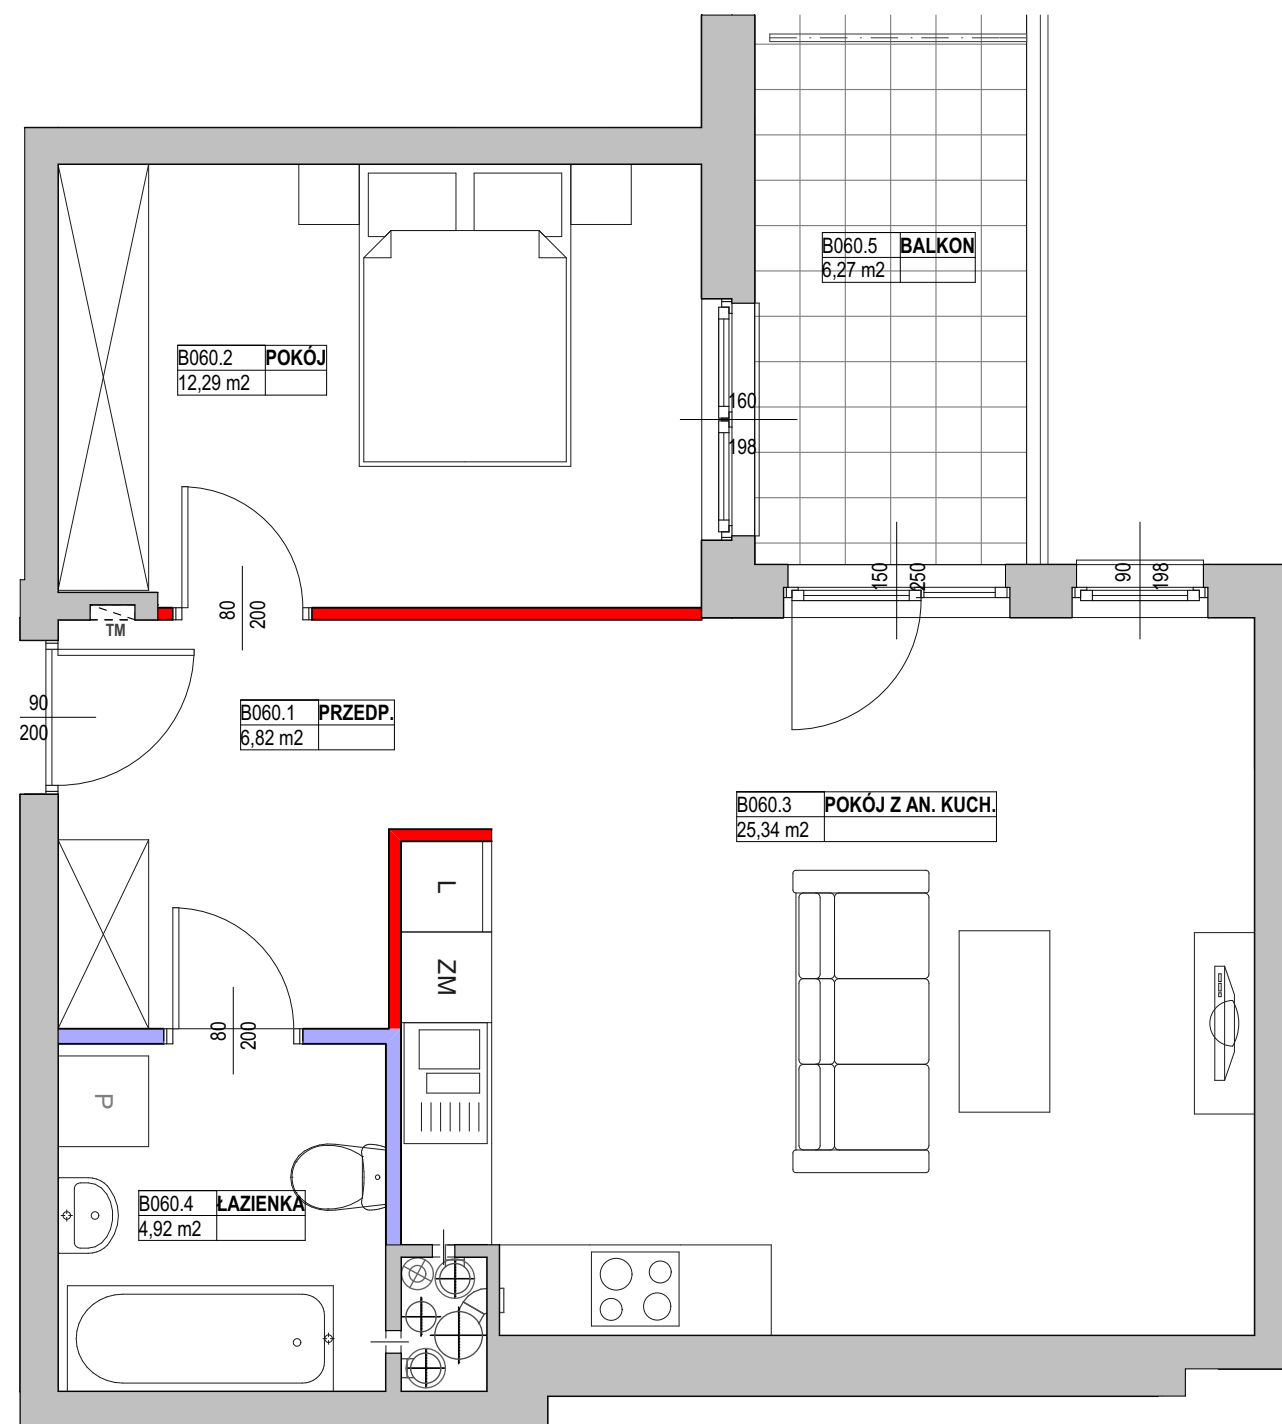 B060.5 BALKON
6,27 m2
B060.2 POKÓJ
12,29 m2
160
198
150
250
90
198
80
200
TM
90
200
B060.1 PRZEDP.
6,82 m2
B060.3 POKÓJ Z AN. KUCH.
25,34 m2
L
ZM
80
200
P
B060.4 ŁAZIENKA
4,92 m2